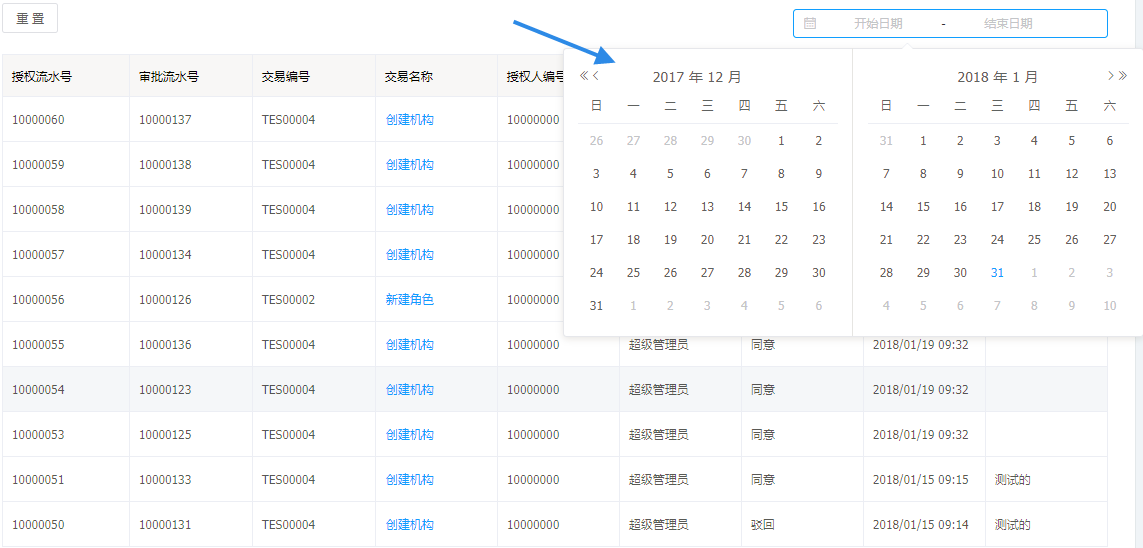 重 置
开始日期 - 结束日期
授权流水号 审批流水号 交易编号 交易名称 授权人编号
« ‹ 2017 年 12 月 2018 年 1 月 › »
日 一 二 三 四 五 六 日 一 二 三 四 五 六
10000060 10000137 TES00004 创建机构 10000000
26 27 28 29 30 1 2 31 1 2 3 4 5 6
10000059 10000138 TES00004 创建机构 10000000
3 4 5 6 7 8 9 7 8 9 10 11 12 13
10000058 10000139 TES00004 创建机构 10000000
10 11 12 13 14 15 16 14 15 16 17 18 19 20
10000057 10000134 TES00004 创建机构 10000000
17 18 19 20 21 22 23 21 22 23 24 25 26 27
24 25 26 27 28 29 30 28 29 30 31 1 2 3
10000056 10000126 TES00002 新建角色 10000000
31 1 2 3 4 5 6 4 5 6 7 8 9 10
10000055 10000136 TES00004 创建机构 10000000 超级管理员 同意 2018/01/19 09:32
10000054 10000123 TES00004 创建机构 10000000 超级管理员 同意 2018/01/19 09:32
10000053 10000125 TES00004 创建机构 10000000 超级管理员 同意 2018/01/19 09:32
10000051 10000133 TES00004 创建机构 10000000 超级管理员 同意 2018/01/15 09:15 测试的
10000050 10000131 TES00004 创建机构 10000000 超级管理员 驳回 2018/01/15 09:14 测试的